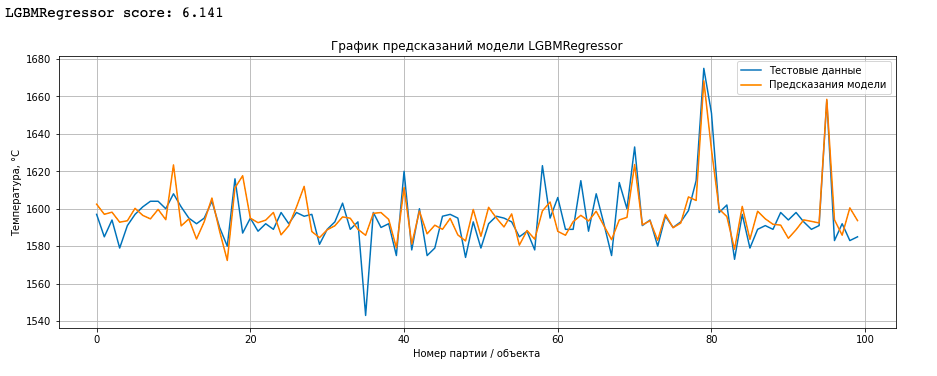 LGBMRegressor score: 6.141
График предсказаний модели LGBMRegressor
1680
1660
1640
1620
1600
1580
1560
1540
Температура, °C
Тестовые данные
Предсказания модели
0 20 40 60 80 100
Номер партии / объекта